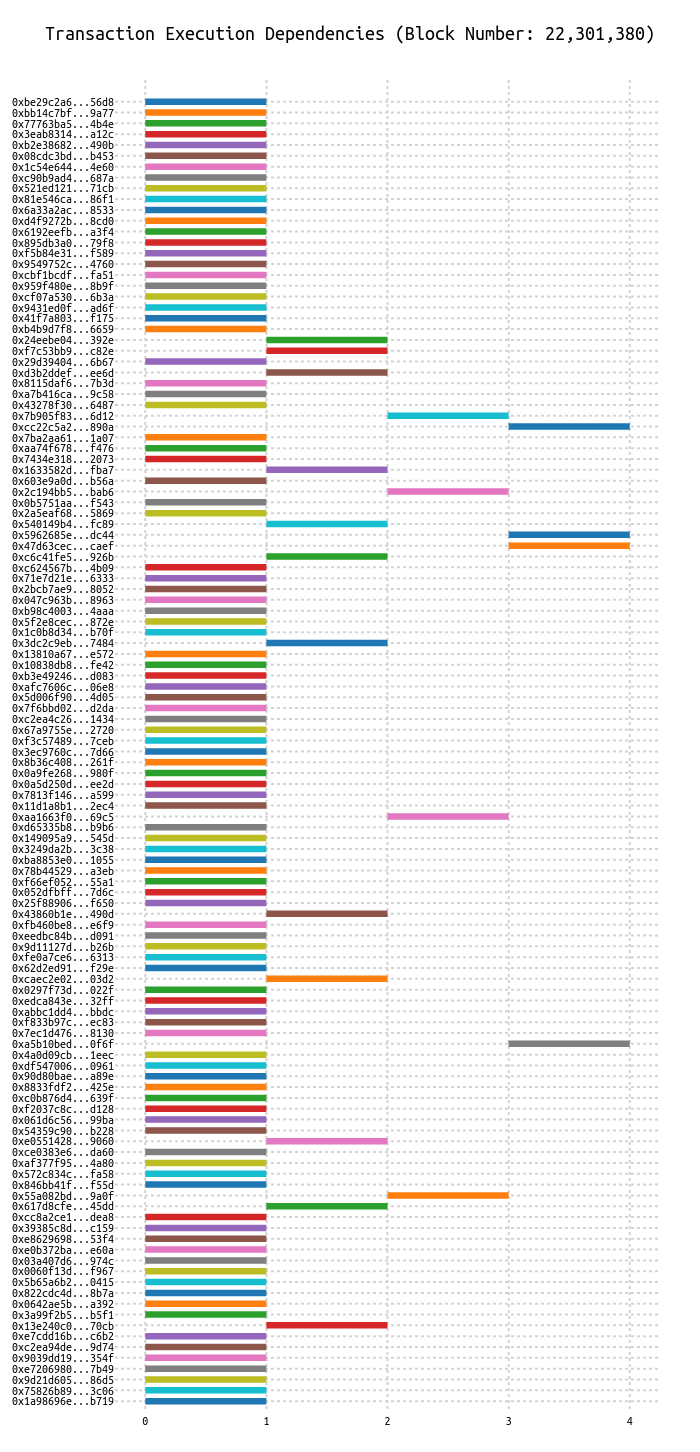 Transaction Execution Dependencies (Block Number: 22,301,380)
0xbe29c2a6...56d8
0xbb14c7bf...9a77
0x77763ba5...4b4e
0x3eab8314...a12c
0xb2e38682...490b
0x08cdc3bd...b453
0x1c54e644...4e60
0xc90b9ad4...687a
0x521ed121...71cb
0x81e546ca...86f1
0x6a33a2ac...8533
0xd4f9272b...8cd0
0x6192eefb...a3f4
0x895db3a0...79f8
0xf5b84e31...f589
0x9549752c...4760
0xcbf1bcdf...fa51
0x959f480e...8b9f
0xcf07a530...6b3a
0x9431ed0f...ad6f
0x41f7a803...f175
0xb4b9d7f8...6659
0x24eebe04...392e
0xf7c53bb9...c82e
0x29d39404...6b67
0xd3b2ddef...ee6d
0x8115daf6...7b3d
0xa7b416ca...9c58
0x43278f30...6487
0x7b905f83...6d12
0xcc22c5a2...890a
0x7ba2aa61...1a07
0xaa74f678...f476
0x7434e318...2073
0x1633582d...fba7
0x603e9a0d...b56a
0x2c194bb5...bab6
0x0b5751aa...f543
0x2a5eaf68...5869
0x540149b4...fc89
0x5962685e...dc44
0x47d63cec...caef
0xc6c41fe5...926b
0xc624567b...4b09
0x71e7d21e...6333
0x2bcb7ae9...8052
0x047c963b...8963
0xb98c4003...4aaa
0x5f2e8cec...872e
0x1c0b8d34...b70f
0x3dc2c9eb...7484
0x13810a67...e572
0x10838db8...fe42
0xb3e49246...d083
0xafc7606c...06e8
0x5d006f90...4d05
0x7f6bbd02...d2da
0xc2ea4c26...1434
0x67a9755e...2720
0xf3c57489...7ceb
0x3ec9760c...7d66
0x8b36c408...261f
0x0a9fe268...980f
0x0a5d250d...ee2d
0x7813f146...a599
0x11d1a8b1...2ec4
0xaa1663f0...69c5
0xd65335b8...b9b6
0x149095a9...545d
0x3249da2b...3c38
0xba8853e0...1055
0x78b44529...a3eb
0xf66ef052...55a1
0x052dfbff...7d6c
0x25f88906...f650
0x43860b1e...490d
0xfb460be8...e6f9
0xeedbc84b...d091
0x9d11127d...b26b
0xfe0a7ce6...6313
0x62d2ed91...f29e
0xcaec2e02...03d2
0x0297f73d...022f
0xedca843e...32ff
0xabbc1dd4...bbdc
0xf833b97c...ec83
0x7ec1d476...8130
0xa5b10bed...0f6f
0x4a0d09cb...1eec
0xdf547006...0961
0x90d80bae...a89e
0x8833fdf2...425e
0xc0b876d4...639f
0xf2037c8c...d128
0x061d6c56...99ba
0x54359c90...b228
0xe0551428...9060
0xce0383e6...da60
0xaf377f95...4a80
0x572c834c...fa58
0x846bb41f...f55d
0x55a082bd...9a0f
0x617d8cfe...45dd
0xcc8a2ce1...dea8
0x39385c8d...c159
0xe8629698...53f4
0xe0b372ba...e60a
0x03a407d6...974c
0x0060f13d...f967
0x5b65a6b2...0415
0x822cdc4d...8b7a
0x0642ae5b...a392
0x3a99f2b5...b5f1
0x13e240c0...70cb
0xe7cdd16b...c6b2
0xc2ea94de...9d74
0x9039dd19...354f
0xe7206980...7b49
0x9d21d605...86d5
0x75826b89...3c06
0x1a98696e...b719
0 1 2 3 4